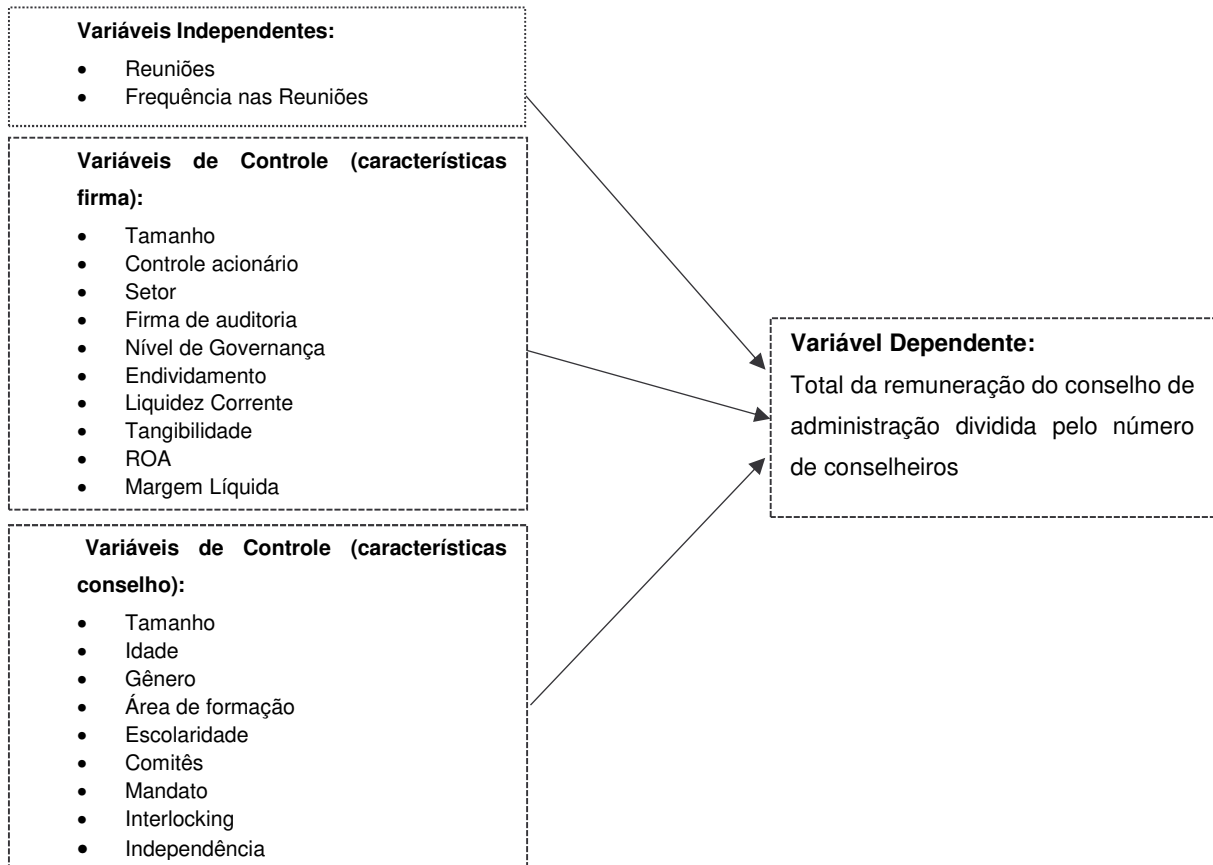 Variáveis Independentes:
• Reuniões
• Frequência nas Reuniões
Variáveis de Controle (características
firma):
• Tamanho
• Controle acionário
• Setor
• Firma de auditoria
• Nível de Governança
• Endividamento
• Liquidez Corrente
• Tangibilidade
• ROA
• Margem Líquida
Variáveis de Controle (características
conselho):
• Tamanho
• Idade
• Gênero
• Área de formação
• Escolaridade
• Comitês
• Mandato
• Interlocking
• Independência
Variável Dependente:
Total da remuneração do conselho de
administração dividida pelo número
de conselheiros